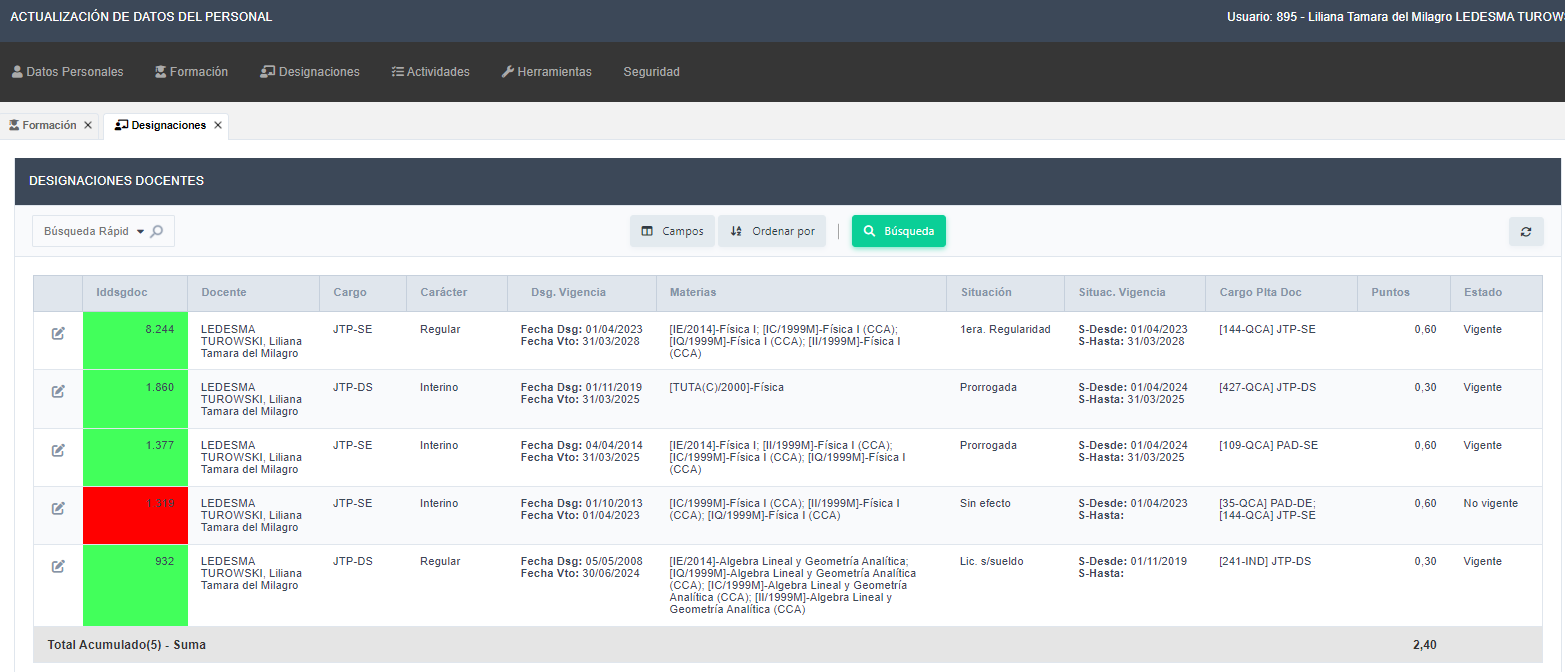 ACTUALIZACIÓN DE DATOS DEL PERSONAL
Usuario: 895 - Liliana Tamara del Milagro LEDESMA TUROWS
Datos Personales Formación Designaciones Actividades Herramientas Seguridad
Formación Designaciones
DESIGNACIONES DOCENTES
Búsqueda Rápid Campos Ordenar por Búsqueda
Iddsgdoc Docente Cargo Carácter Dsg. Vigencia Materias Situación Situac. Vigencia Cargo Plta Doc Puntos Estado
8.244 LEDESMA JTP-SE Regular Fecha Dsg: 01/04/2023 [IE/2014]-Física I; [IC/1999M]-Física I (CCA); 1era. Regularidad S-Desde: 01/04/2023 [144-QCA] JTP-SE 0,60 Vigente
TUROWSKI, Liliana Fecha Vto: 31/03/2028 [IQ/1999M]-Física I (CCA); [II/1999M]-Física I S-Hasta: 31/03/2028
Tamara del Milagro (CCA)
1.860 LEDESMA JTP-DS Interino Fecha Dsg: 01/11/2019 [TUTA(C)/2000]-Física Prorrogada S-Desde: 01/04/2024 [427-QCA] JTP-DS 0,30 Vigente
TUROWSKI, Liliana Fecha Vto: 31/03/2025 S-Hasta: 31/03/2025
Tamara del Milagro
1.377 LEDESMA JTP-SE Interino Fecha Dsg: 04/04/2014 [IE/2014]-Física I; [II/1999M]-Física I (CCA); Prorrogada S-Desde: 01/04/2024 [109-QCA] PAD-SE 0,60 Vigente
TUROWSKI, Liliana Fecha Vto: 31/03/2025 [IC/1999M]-Física I (CCA); [IQ/1999M]-Física I S-Hasta: 31/03/2025
Tamara del Milagro (CCA)
LEDESMA JTP-SE Interino Fecha Dsg: 01/10/2013 [IC/1999M]-Física I (CCA); [II/1999M]-Física I Sin efecto S-Desde: 01/04/2023 [35-QCA] PAD-DE; 0,60 No vigente
TUROWSKI, Liliana Fecha Vto: 01/04/2023 (CCA); [IQ/1999M]-Física I (CCA) S-Hasta: [144-QCA] JTP-SE
Tamara del Milagro
932 LEDESMA JTP-DS Regular Fecha Dsg: 05/05/2008 [IE/2014]-Algebra Lineal y Geometría Analítica; Lic. s/sueldo S-Desde: 01/11/2019 [241-IND] JTP-DS 0,30 Vigente
TUROWSKI, Liliana Fecha Vto: 30/06/2024 [IQ/1999M]-Algebra Lineal y Geometría Analítica S-Hasta:
Tamara del Milagro (CCA); [IC/1999M]-Algebra Lineal y Geometría
Analítica (CCA); [II/1999M]-Algebra Lineal y
Geometría Analítica (CCA)
Total Acumulado(5) - Suma 2,40